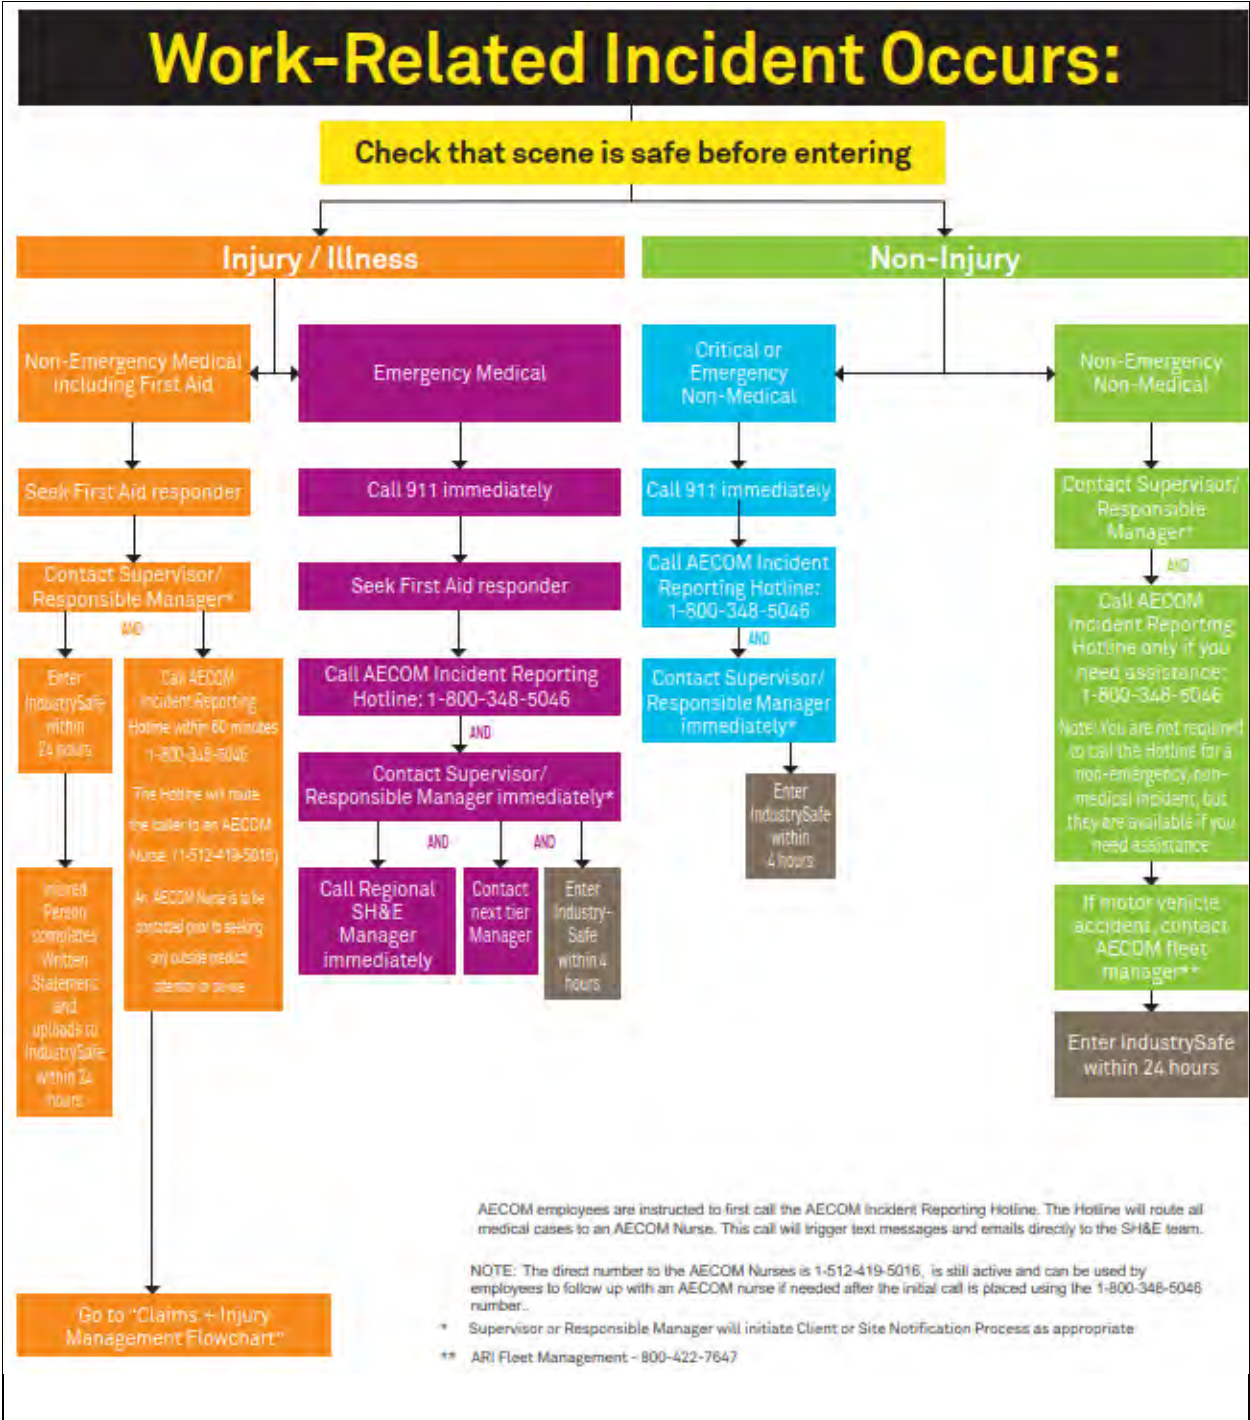 Work-Related Incident Occurs:
Check that scene is safe before entering
Injury / Illness
Non-Injury
Non-Emergency Medical
including First Aid
Emergency Medical
Critical or
Emergency
Non-Medical
Non-Emergency
Non-Medical
Seek First Aid responder
Contact Supervisor/
Responsible Manager*
AND
Enter
IndustrySafe
within
24 hours
Injured
Person
completes
Written
Statement
and
uploads to
IndustrySafe
within 24
hours
Call AECOM
Incident Reporting
Hotline within 60 minutes
1-800-348-5046
The Hotline will route
the caller to an AECOM
Nurse. (1-512-419-5016)
An AECOM Nurse is to be
contacted prior to seeking
any outside medical
attention or service
Go to "Claims + Injury
Management Flowchart"
Call 911 immediately
Seek First Aid responder
Call AECOM Incident Reporting
Hotline: 1-800-348-5046
AND
Contact Supervisor/
Responsible Manager immediately*
AND
AND
Call Regional
SH&E
Manager
immediately
Contact
next tier
Manager
Enter
Industry-
Safe
within 4
hours
Call 911 immediately
Call AECOM Incident
Reporting Hotline:
1-800-348-5046
AND
Contact Supervisor/
Responsible Manager
immediately*
Enter
IndustrySafe
within
4 hours
Contact Supervisor/
Responsible
Manager*
AND
Call AECOM
Incident Reporting
Hotline only if you
need assistance:
1-800-348-5046
Note: You are not required
to call the Hotline for a
non-emergency, non-
medical incident, but
they are available if you
need assistance
If motor vehicle
accident, contact
AECOM fleet
manager**
Enter IndustrySafe
within 24 hours
AECOM employees are instructed to first call the AECOM Incident Reporting Hotline. The Hotline will route all
medical cases to an AECOM Nurse. This call will trigger text messages and emails directly to the SH&E team.
NOTE: The direct number to the AECOM Nurses is 1-512-419-5016, is still active and can be used by
employees to follow up with an AECOM nurse if needed after the initial call is placed using the 1-800-348-5046
number..
* Supervisor or Responsible Manager will initiate Client or Site Notification Process as appropriate
** ARI Fleet Management - 800-422-7647